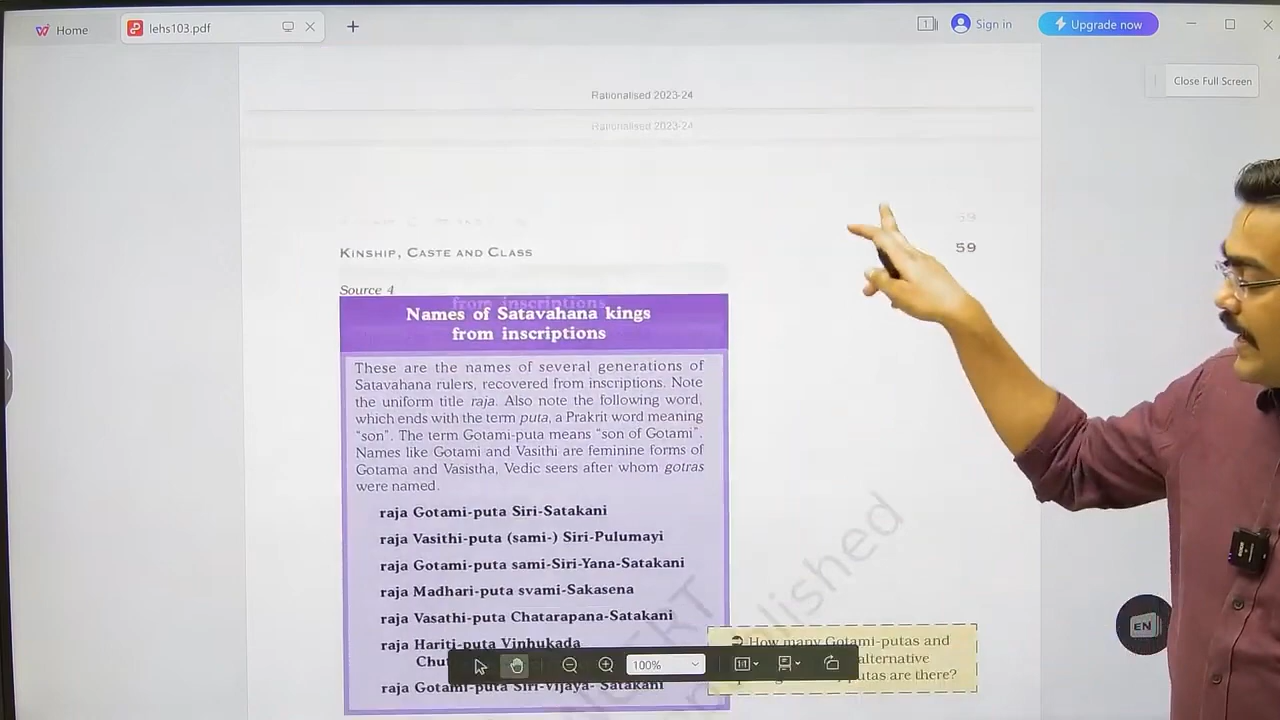 Home
lehs103.pdf
Sign in
Upgrade now
Close Full Screen
Rationalised 2023-24
Rationalised 2023-24
59
KINSHIP, CASTE AND CLASS
59
Source 4
from inscriptions
Names of Satavahana kings
from inscriptions
These are the names of several generations of
Satavahana rulers, recovered from inscriptions. Note
the uniform title raja. Also note the following word,
which ends with the term puta, a Prakrit word meaning
“son”. The term Gotami-puta means “son of Gotami”.
Names like Gotami and Vasithi are feminine forms of
Gotama and Vasistha, Vedic seers after whom gotras
were named.
raja Gotami-puta Siri-Satakani
raja Vasithi-puta (sami-) Siri-Pulumayi
raja Gotami-puta sami-Siri-Yana-Satakani
raja Madhari-puta svami-Sakasena
raja Vasathi-puta Chatarapana-Satakani
raja Hariti-puta Vinhukada
Chut
raja Gotami-puta Siri-Vijaya- Satakani
How many Gotami-putas and
alternative
putas are there?
100%
1:1
EN
NCERT
published